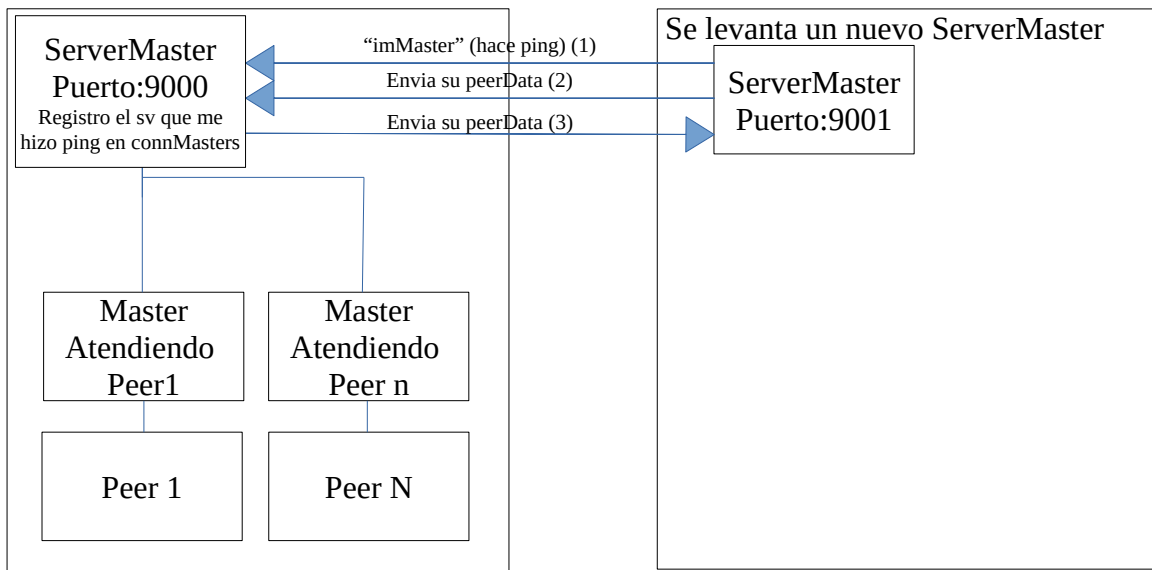 ServerMaster
Puerto:9000
Registro el sv que me
hizo ping en connMasters
“imMaster” (hace ping) (1)
Envia su peerData (2)
Envia su peerData (3)
Se levanta un nuevo ServerMaster
ServerMaster
Puerto:9001
Master
Atendiendo
Peer1
Master
Atendiendo
Peer n
Peer 1
Peer N